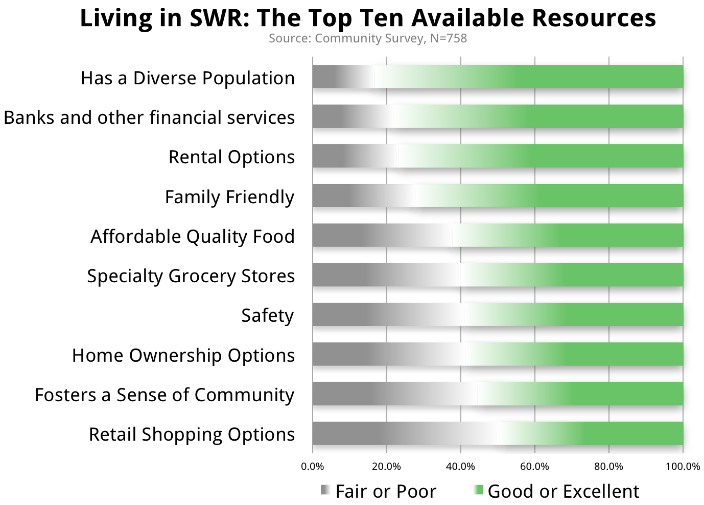 Living in SWR: The Top Ten Available Resources
Source: Community Survey, N=758
Has a Diverse Population
Banks and other financial services
Rental Options
Family Friendly
Affordable Quality Food
Specialty Grocery Stores
Safety
Home Ownership Options
Fosters a Sense of Community
Retail Shopping Options
0.0% 20.0% 40.0% 60.0% 80.0% 100.0%
Fair or Poor Good or Excellent